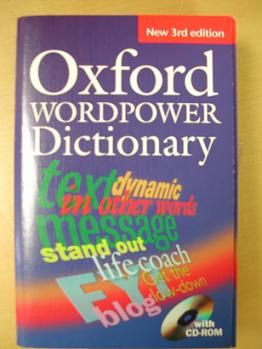 New 3rd edition
Oxford
WORDPOWER
Dictionary
text
dynamic
in other words
message
stand out
life coach
FYI
Get the
low-down
blog
with
CD-ROM